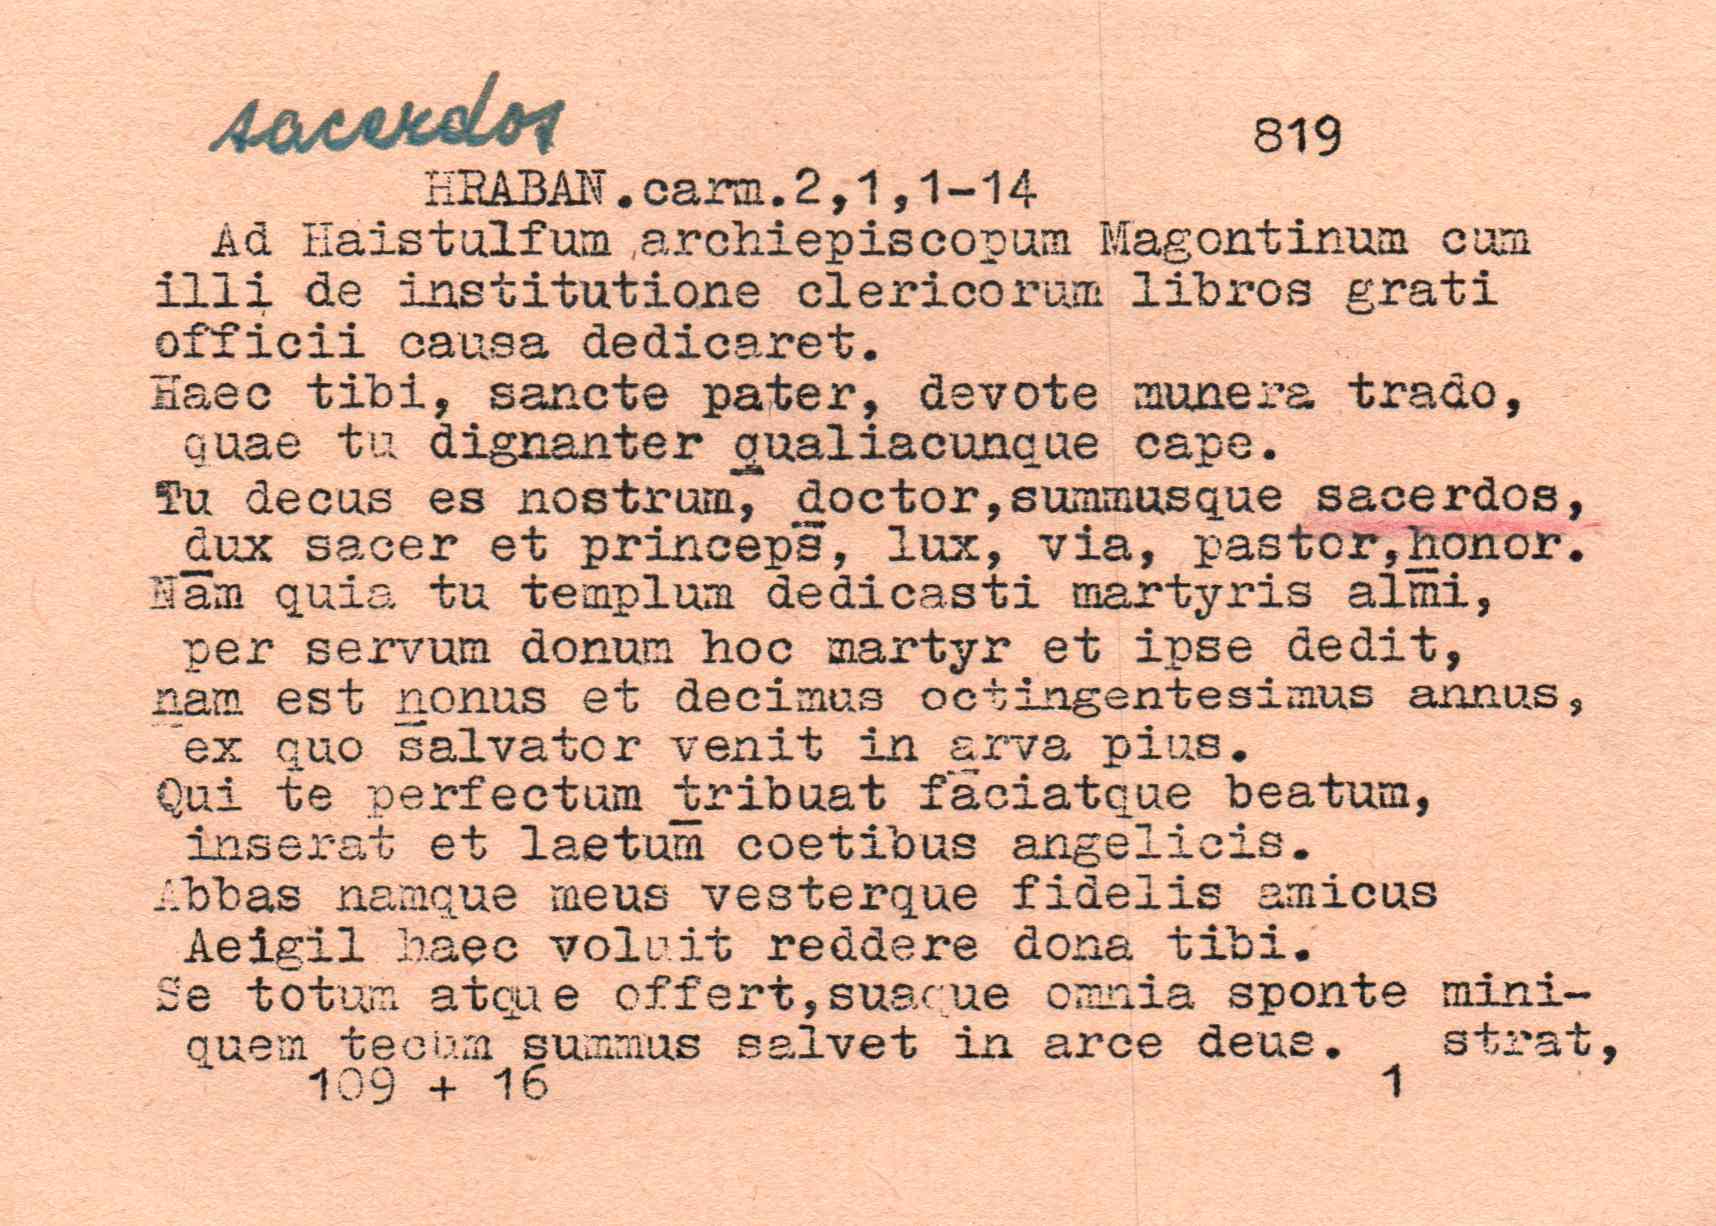 sacerdos
819
HRABAN.carm.2,1,1-14
Ad Haistulfum archiepiscopum Magontinum cum
illi de institutione clericorum libros grati
officii causa dedicaret.
Haec tibi, sancte pater, devote munera trado,
quae tu dignanter qualiacunque cape.
Tu decus es nostrum, doctor,summusque sacerdos,
dux sacer et princeps, lux, via, pastor,honor.
Nam quia tu templum dedicasti martyris almi,
per servum donum hoc martyr et ipse dedit,
nam est nonus et decimus octingentesimus annus,
ex quo salvator venit in arva pius.
Qui te perfectum tribuat faciatque beatum,
inserat et laetum coetibus angelicis.
Abbas namque meus vesterque fidelis amicus
Aeigil haec voluit reddere dona tibi.
Se totum atque offert,suaque omnia sponte mini-
quem tecum summus salvet in arce deus. strat,
109 + 16 1